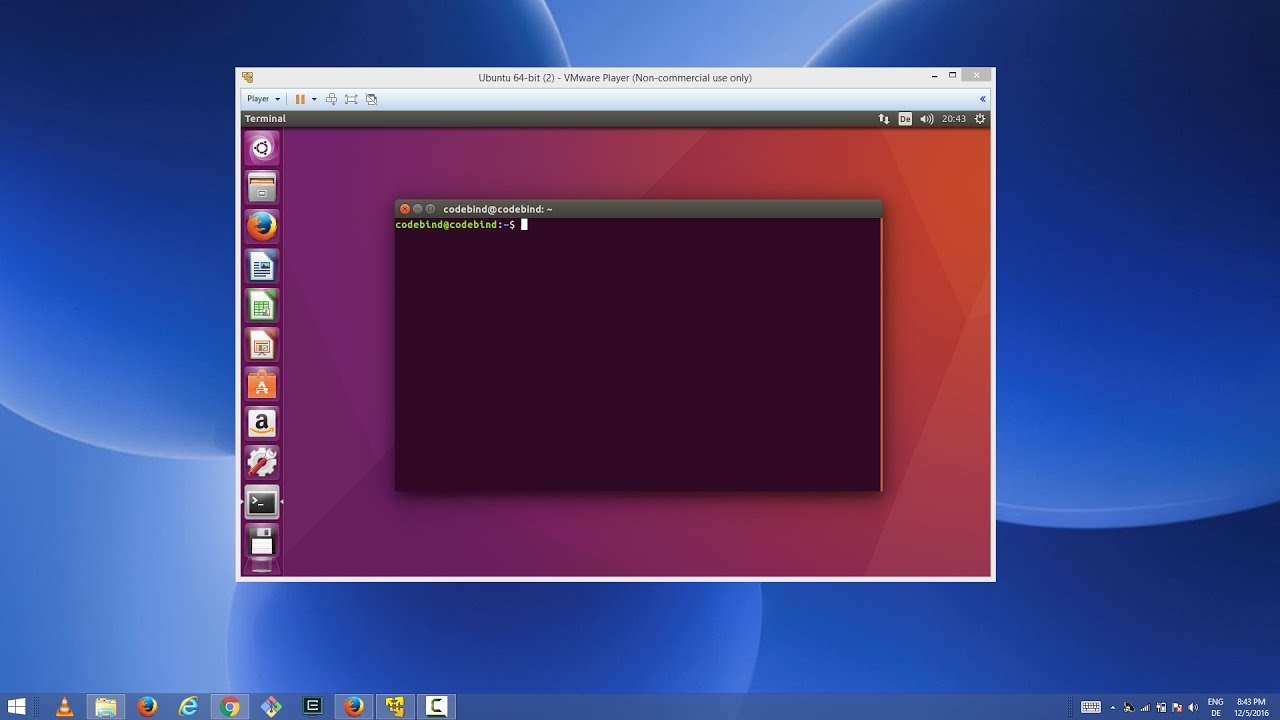 Ubuntu 64-bit (2) - VMware Player (Non-commercial use only)
Player
Terminal
De
20:43
codebind@codebind: ~
codebind@codebind:~$
a
ENG
DE
8:43 PM
12/5/2016